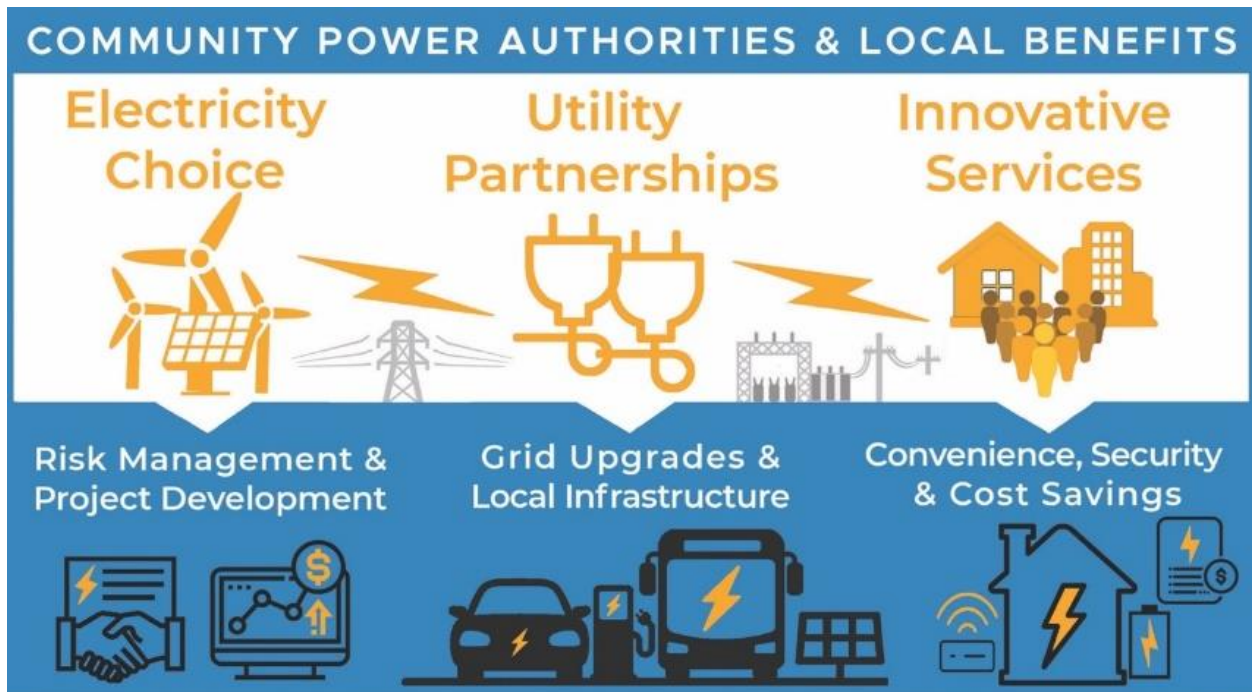 COMMUNITY POWER AUTHORITIES & LOCAL BENEFITS
Electricity
Choice
Utility
Partnerships
Innovative
Services
Risk Management &
Project Development
Grid Upgrades &
Local Infrastructure
Convenience, Security
& Cost Savings
$
$